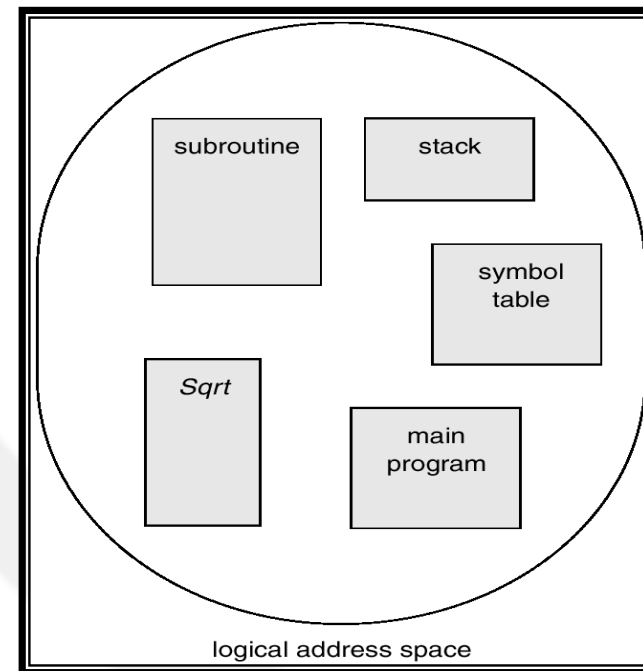 subroutine
stack
symbol
table
Sqrt
main
program
logical address space